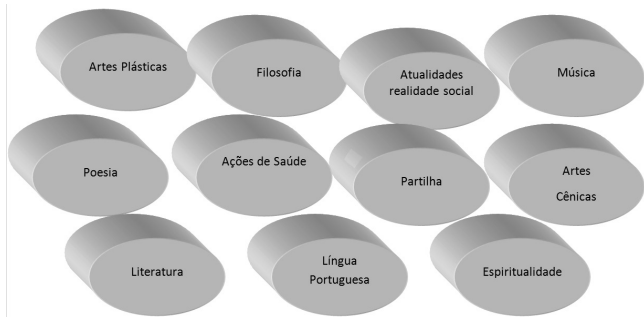 Artes Plásticas
Filosofia
Atualidades
realidade social
Música
Poesia
Ações de Saúde
Partilha
Artes
Cênicas
Literatura
Língua
Portuguesa
Espiritualidade